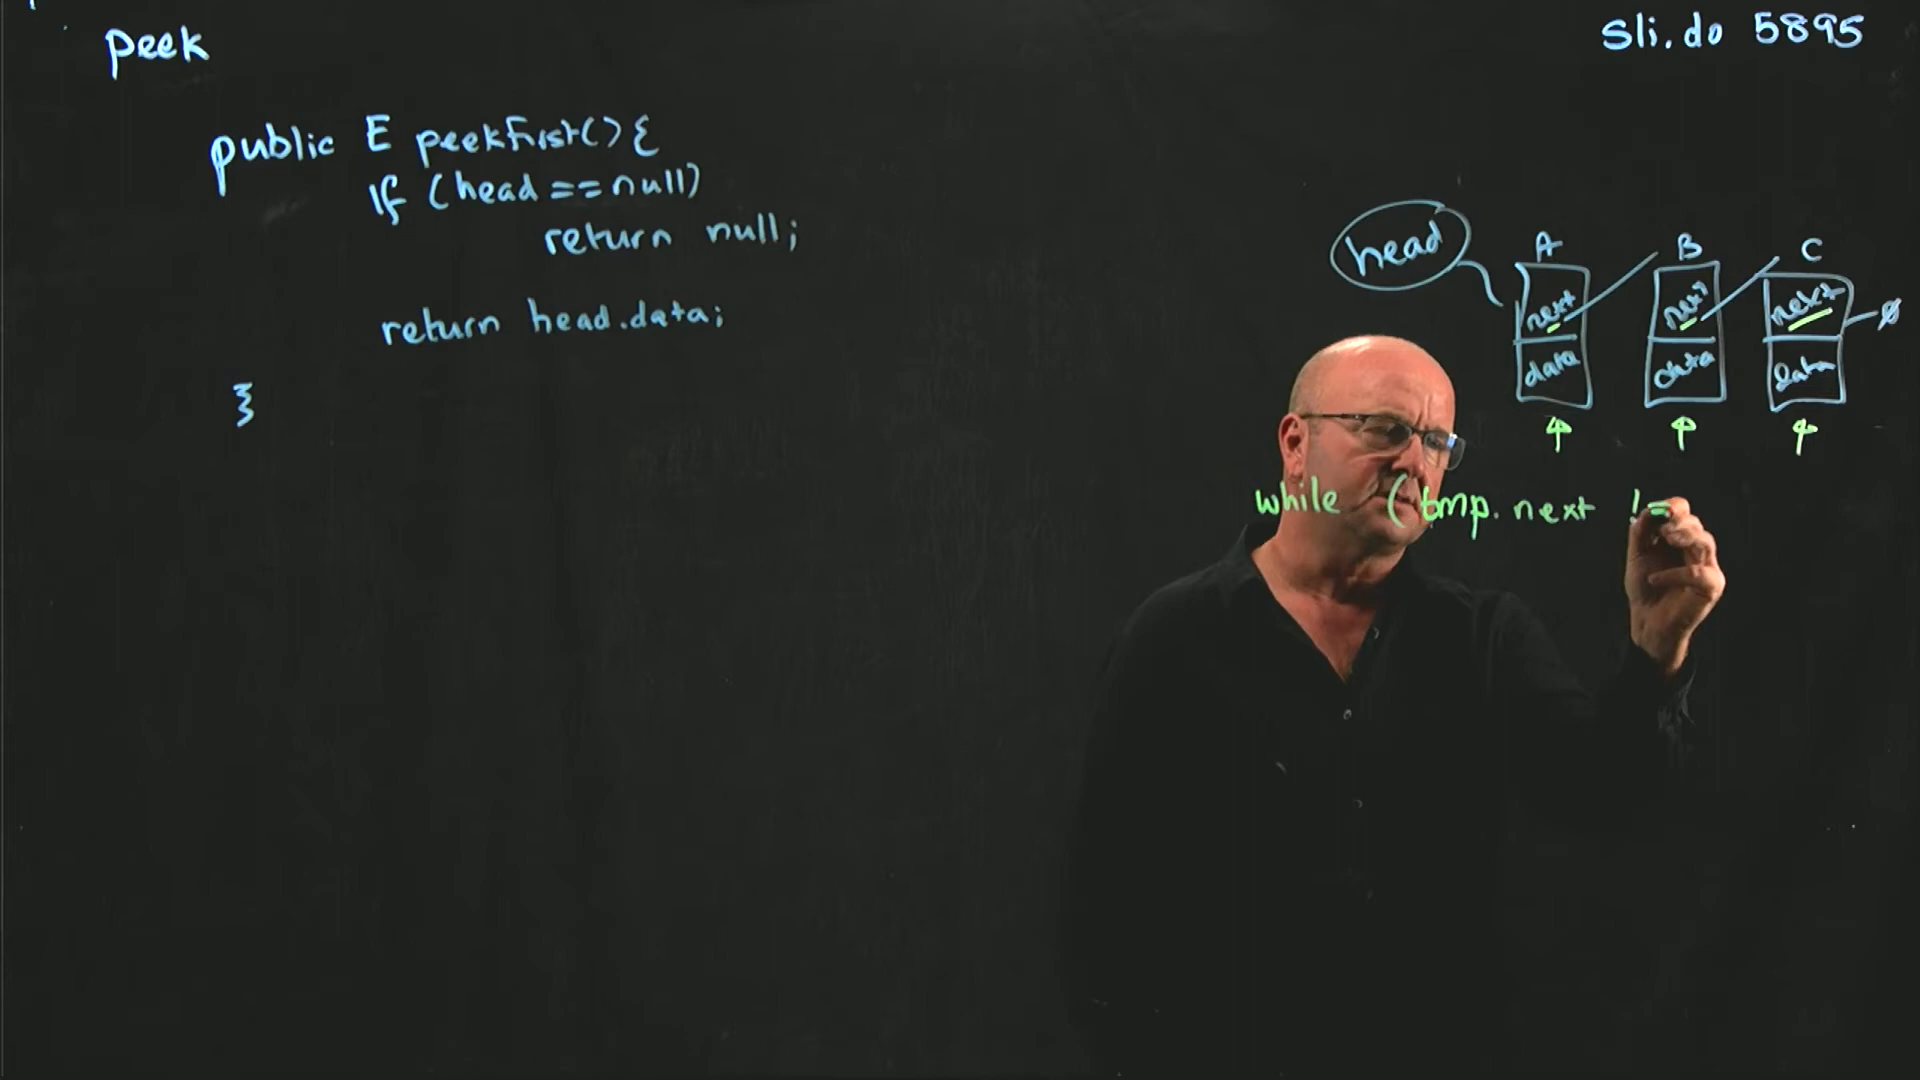 peek
sli.do 5895
public E peekFirst() {
If (head == null)
return null;
return head.data;
}
head
A B C
next next next ∅
data data data
while (tmp.next !=